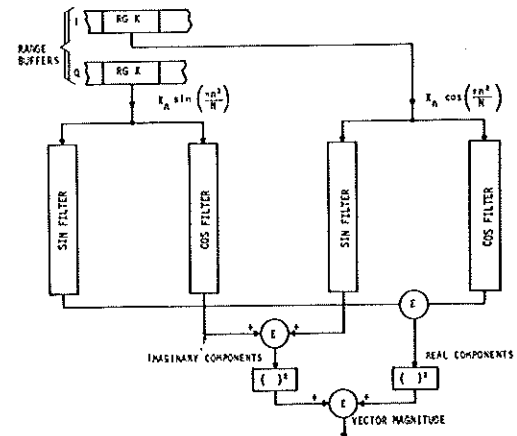 I
RG K
RANGE
BUFFERS
Q
RG K
X_n sin(πn²/N)
X_n cos(πn²/N)
SIN FILTER
COS FILTER
SIN FILTER
COS FILTER
Σ
+ Σ +
IMAGINARY COMPONENTS
REAL COMPONENTS
( )²
( )²
+ Σ +
VECTOR MAGNITUDE